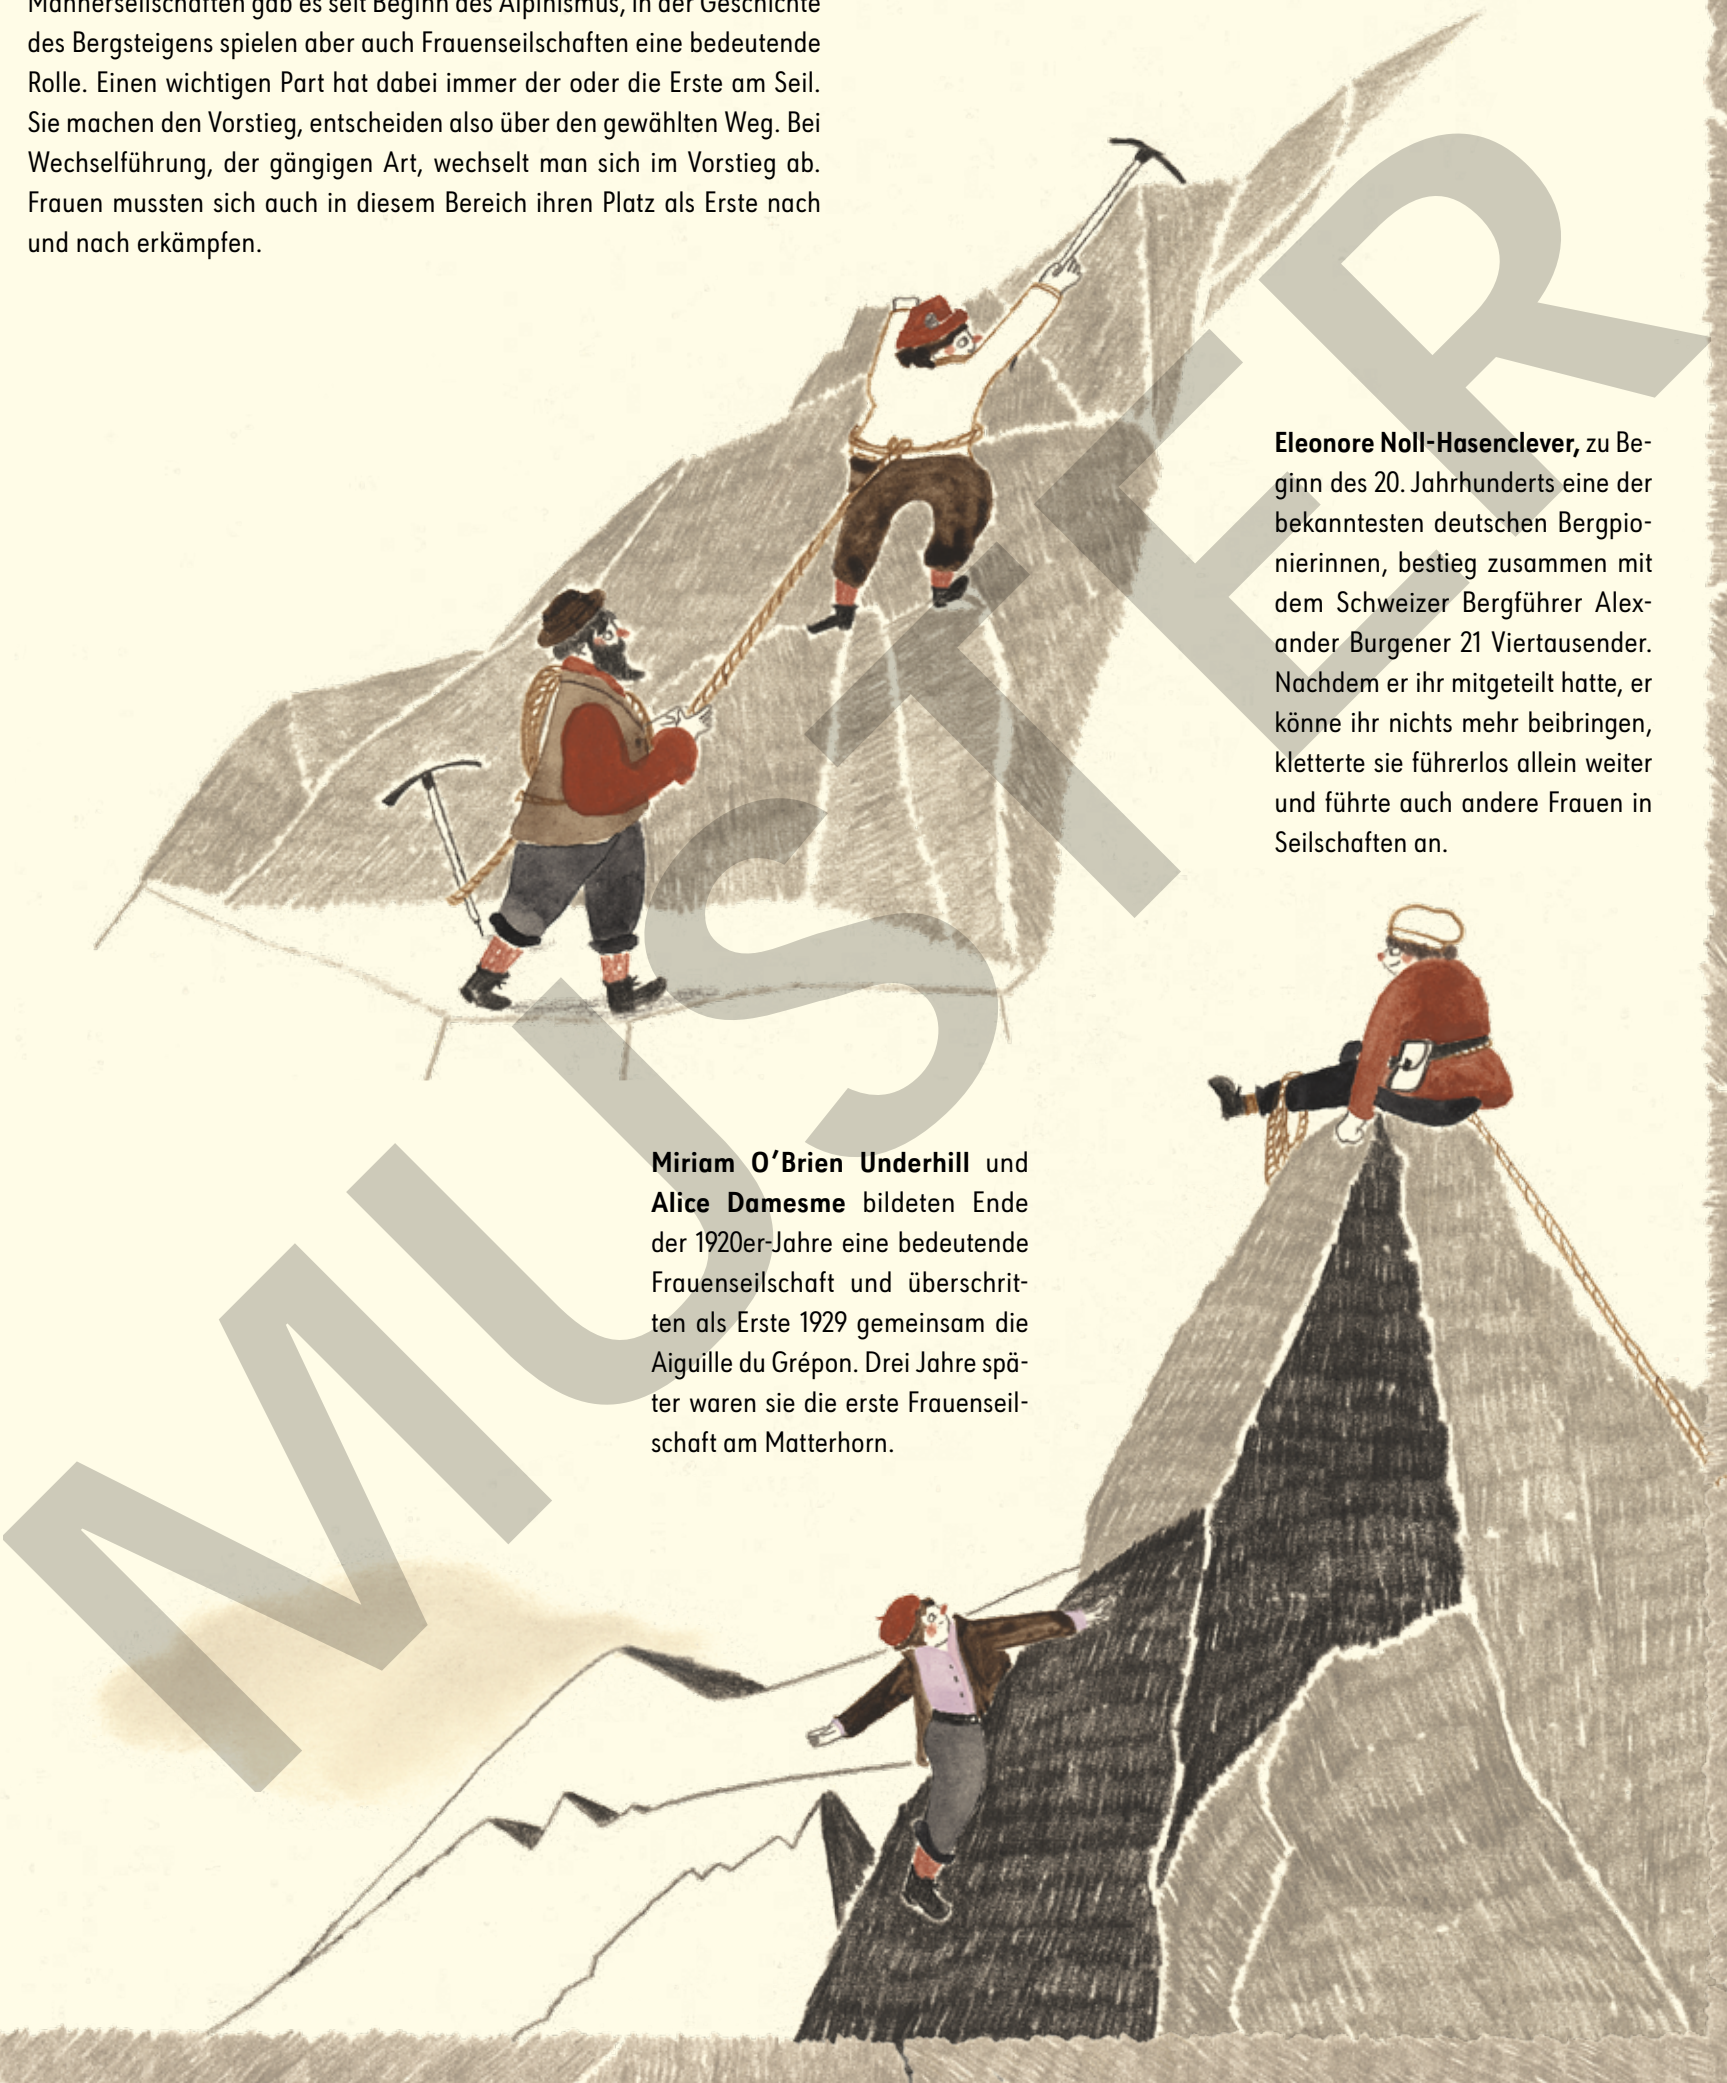 Männerseilschaften gab es seit Beginn des Alpinismus, in der Geschichte
des Bergsteigens spielen aber auch Frauenseilschaften eine bedeutende
Rolle. Einen wichtigen Part hat dabei immer der oder die Erste am Seil.
Sie machen den Vorstieg, entscheiden also über den gewählten Weg. Bei
Wechselführung, der gängigen Art, wechselt man sich im Vorstieg ab.
Frauen mussten sich auch in diesem Bereich ihren Platz als Erste nach
und nach erkämpfen.
Eleonore Noll-Hasenclever, zu Be-
ginn des 20. Jahrhunderts eine der
bekanntesten deutschen Bergpio-
nierinnen, bestieg zusammen mit
dem Schweizer Bergführer Alex-
ander Burgener 21 Viertausender.
Nachdem er ihr mitgeteilt hatte, er
könne ihr nichts mehr beibringen,
kletterte sie führerlos allein weiter
und führte auch andere Frauen in
Seilschaften an.
Miriam O’Brien Underhill und
Alice Damesme bildeten Ende
der 1920er-Jahre eine bedeutende
Frauenseilschaft und überschrit-
ten als Erste 1929 gemeinsam die
Aiguille du Grépon. Drei Jahre spä-
ter waren sie die erste Frauenseil-
schaft am Matterhorn.
MUSTER